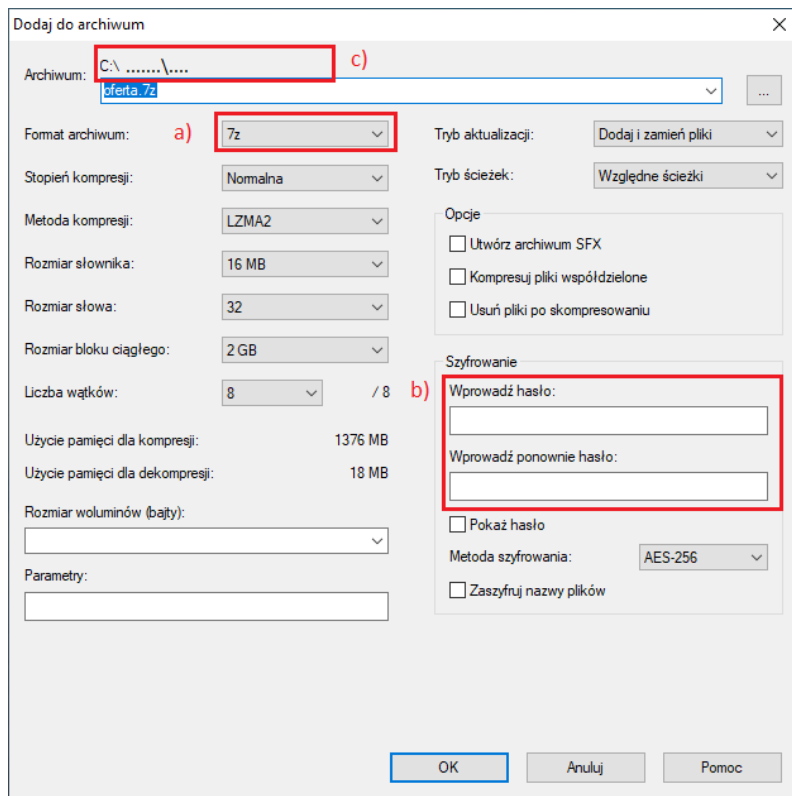 Dodaj do archiwum
C:\ .......\....
c)
Archiwum:
oferta.7z
...
Format archiwum:
a)
7z
Tryb aktualizacji:
Dodaj i zamień pliki
Stopień kompresji:
Normalna
Tryb ścieżek:
Względne ścieżki
Metoda kompresji:
LZMA2
Opcje
Utwórz archiwum SFX
Rozmiar słownika:
16 MB
Kompresuj pliki współdzielone
Rozmiar słowa:
32
Usuń pliki po skompresowaniu
Rozmiar bloku ciągłego:
2 GB
Szyfrowanie
Liczba wątków:
8
/ 8
b)
Wprowadź hasło:
Użycie pamięci dla kompresji:
1376 MB
Wprowadź ponownie hasło:
Użycie pamięci dla dekompresji:
18 MB
Rozmiar woluminów (bajty):
Pokaż hasło
Metoda szyfrowania:
AES-256
Parametry:
Zaszyfruj nazwy plików
OK
Anuluj
Pomoc